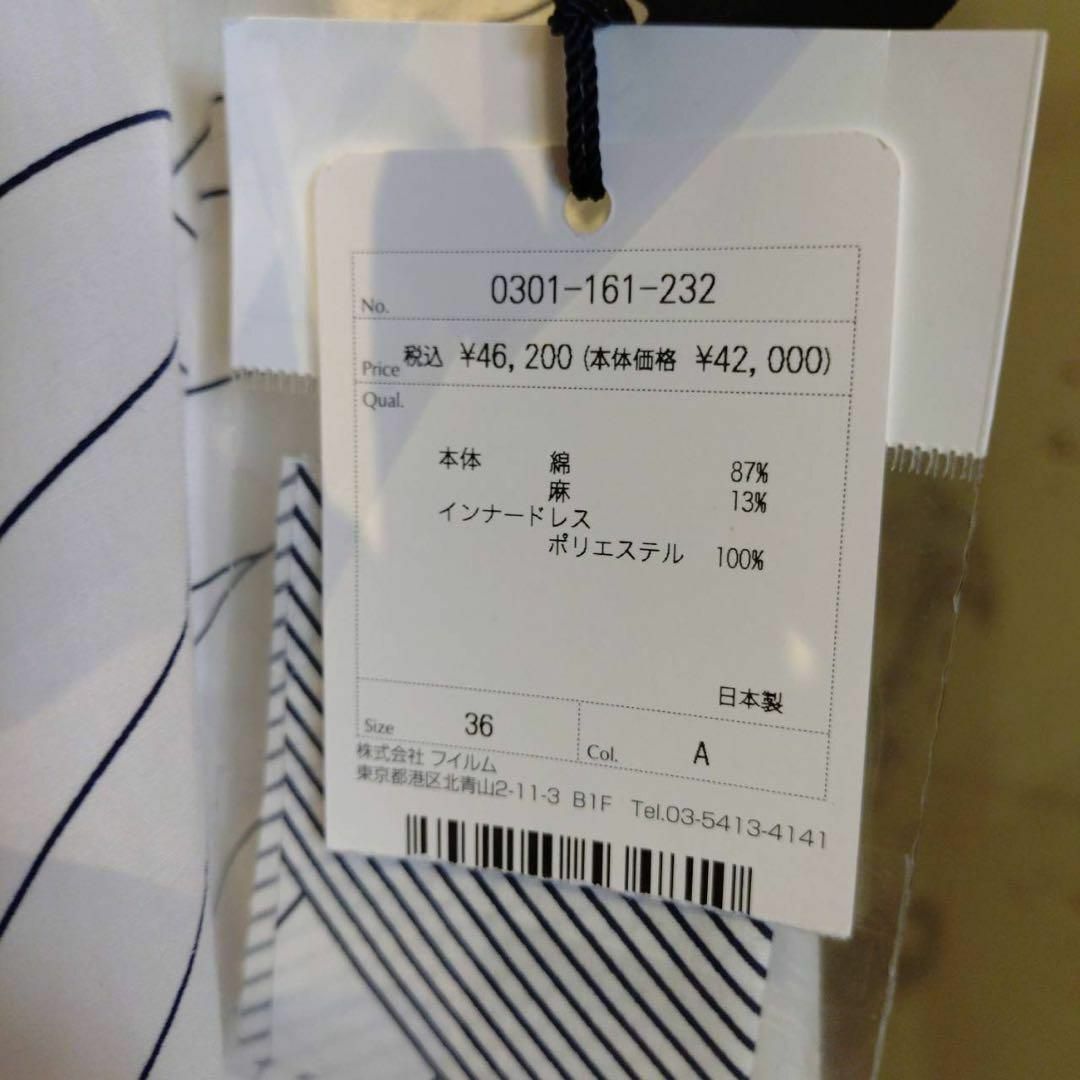 No. 0301-161-232
Price 税込 ¥46,200 (本体価格 ¥42,000)
Qual.
本体 綿 87%
麻 13%
インナードレス
ポリエステル 100%
日本製
Size 36 Col. A
株式会社 フイルム
東京都港区北青山2-11-3 B1F Tel.03-5413-4141